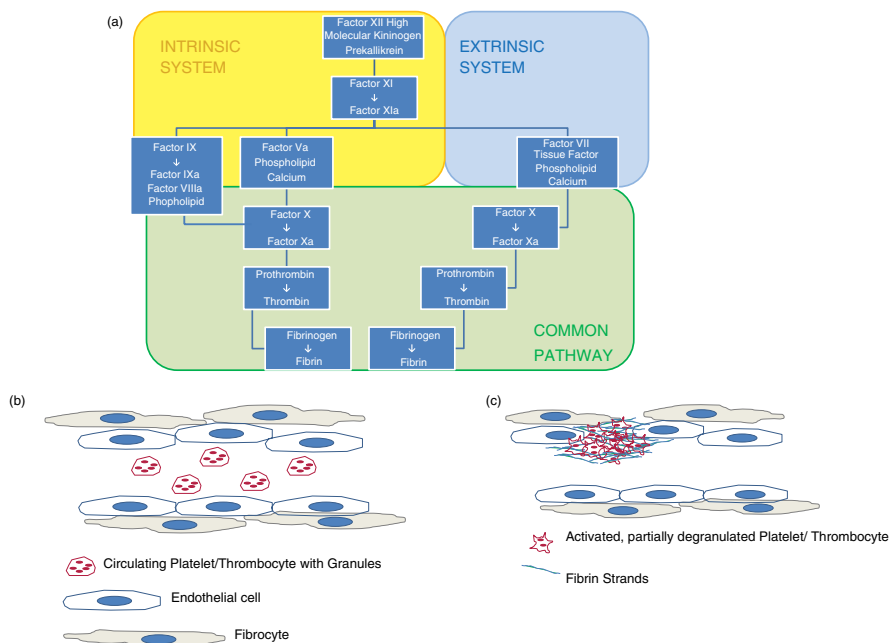 (a)
INTRINSIC
SYSTEM
Factor XII High
Molecular Kininogen
Prekallikrein
EXTRINSIC
SYSTEM
Factor XI
↓
Factor XIa
Factor IX
↓
Factor IXa
Factor VIIIa
Phopholipid
Factor Va
Phospholipid
Calcium
Factor VII
Tissue Factor
Phospholipid
Calcium
Factor X
↓
Factor Xa
Factor X
↓
Factor Xa
Prothrombin
↓
Thrombin
Prothrombin
↓
Thrombin
Fibrinogen
↓
Fibrin
Fibrinogen
↓
Fibrin
COMMON
PATHWAY
(b)
Circulating Platelet/Thrombocyte with Granules
Endothelial cell
Fibrocyte
(c)
Activated, partially degranulated Platelet/ Thrombocyte
Fibrin Strands